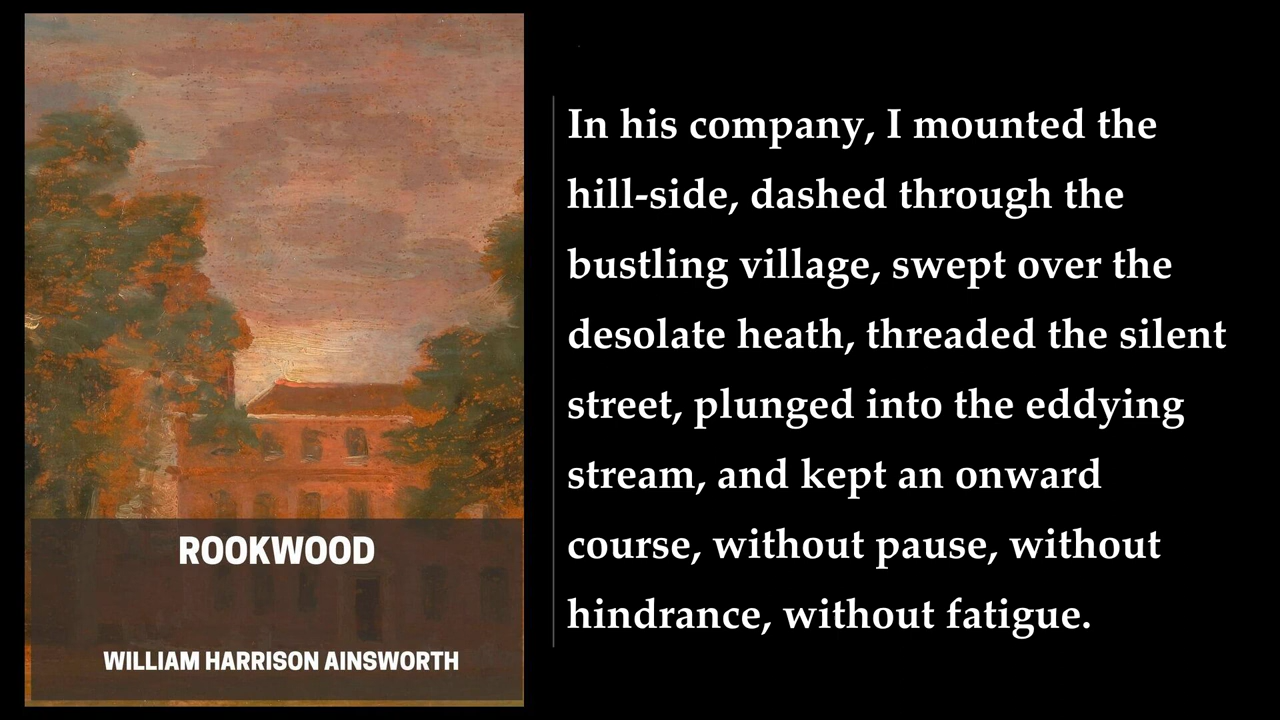 ROOKWOOD
WILLIAM HARRISON AINSWORTH
In his company, I mounted the
hill-side, dashed through the
bustling village, swept over the
desolate heath, threaded the silent
street, plunged into the eddying
stream, and kept an onward
course, without pause, without
hindrance, without fatigue.